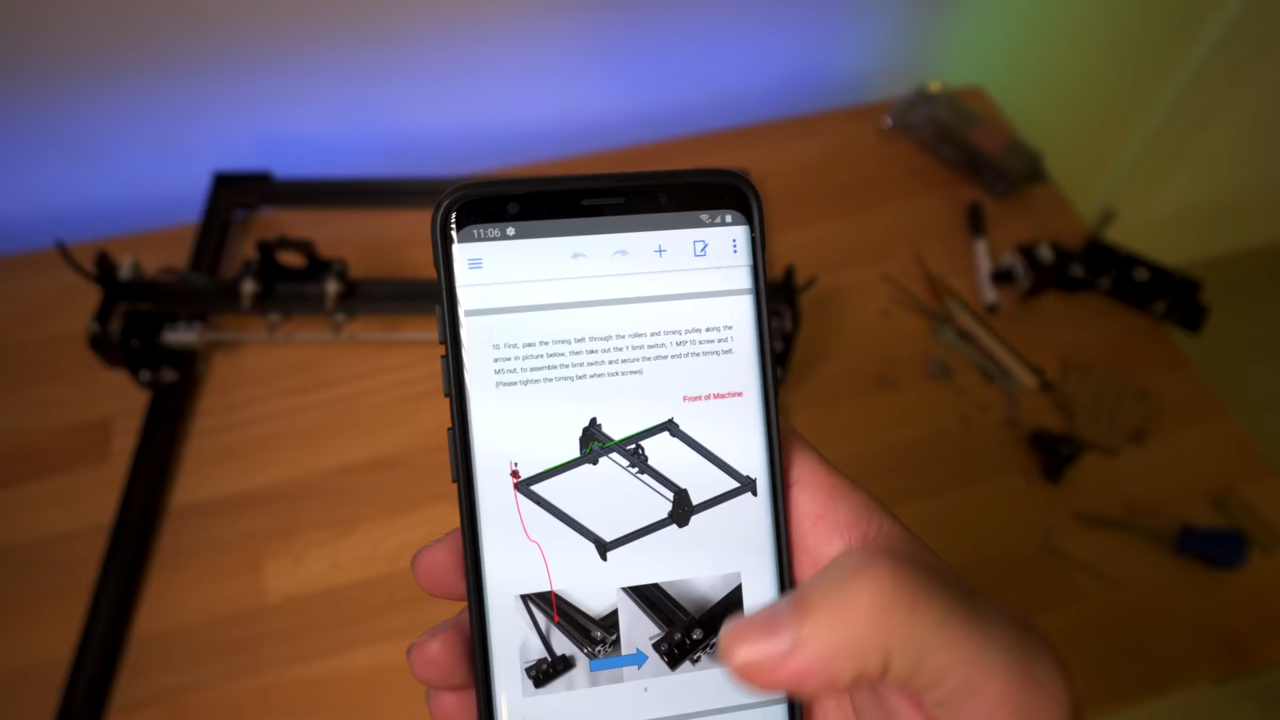 11:06
10. First, pass the timing belt through the rollers and timing pulley along the
arrow in picture below, then take out the Y limit switch, 1 M5*10 screw and 1
M5 nut, to assemble the limit switch and secure the other end of the timing belt.
(Please tighten the timing belt when lock screws)
Front of Machine